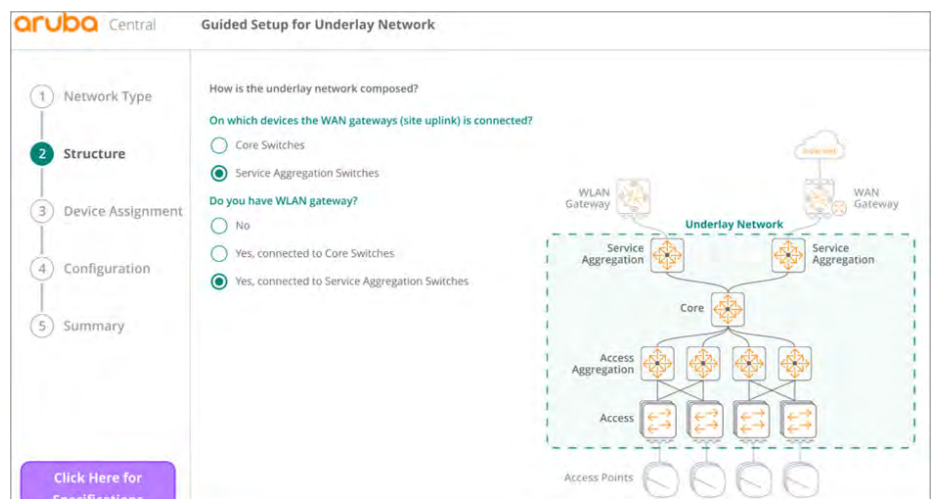 aruba Central
Guided Setup for Underlay Network
1 Network Type
2 Structure
3 Device Assignment
4 Configuration
5 Summary
Click Here for
Specifications
How is the underlay network composed?
On which devices the WAN gateways (site uplink) is connected?
Core Switches
Service Aggregation Switches
Do you have WLAN gateway?
No
Yes, connected to Core Switches
Yes, connected to Service Aggregation Switches
WLAN
Gateway
WAN
Gateway
Underlay Network
Service
Aggregation
Service
Aggregation
Core
Access
Aggregation
Access
Access Points